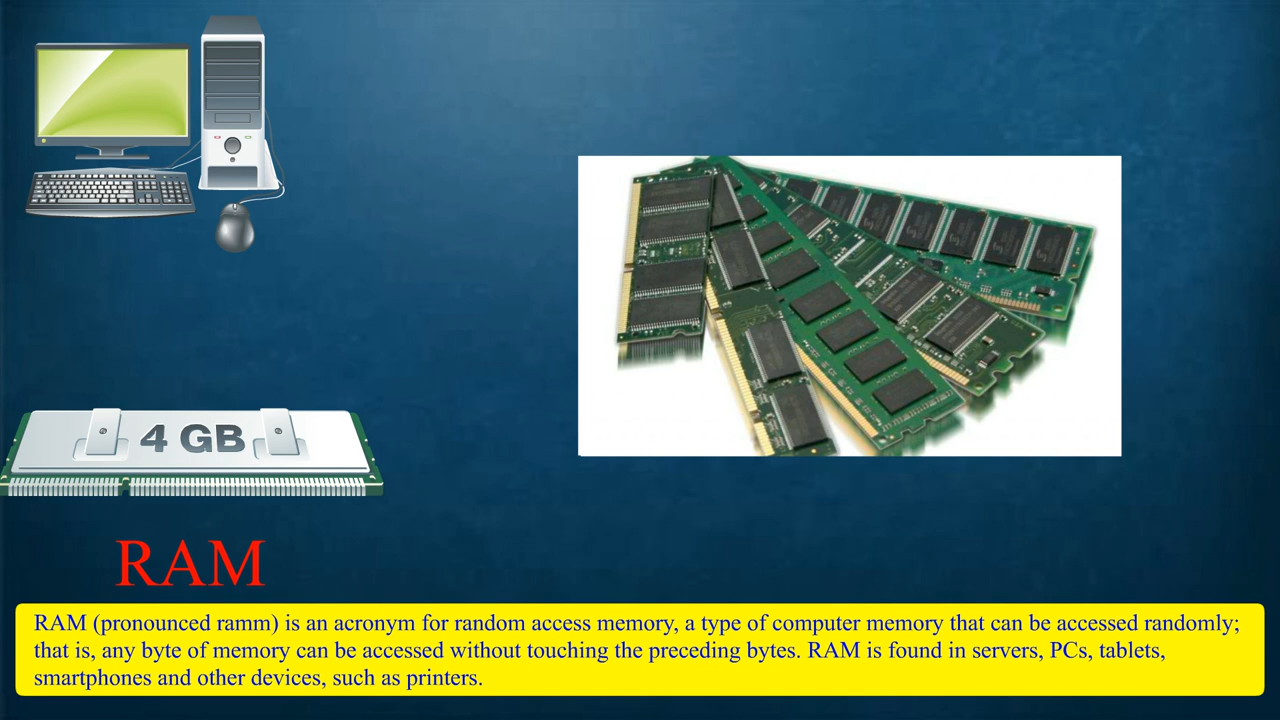 4 GB
RAM
RAM (pronounced ramm) is an acronym for random access memory, a type of computer memory that can be accessed randomly;
that is, any byte of memory can be accessed without touching the preceding bytes. RAM is found in servers, PCs, tablets,
smartphones and other devices, such as printers.